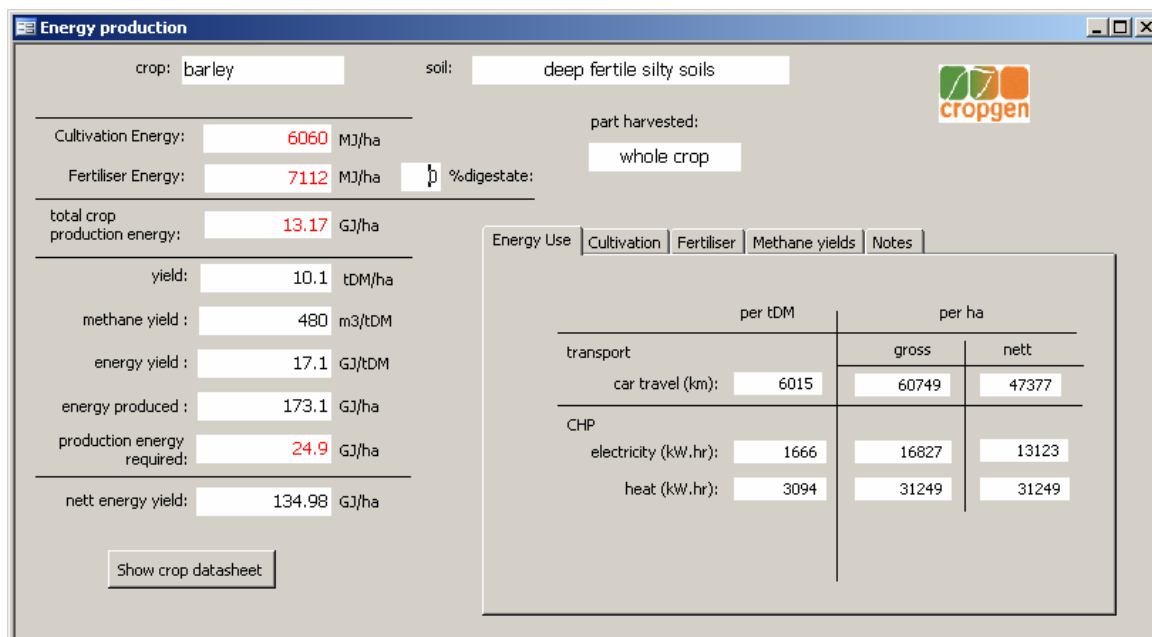 Energy production
crop: barley soil: deep fertile silty soils
cropgen
part harvested:
whole crop
Cultivation Energy: 6060 MJ/ha
Fertiliser Energy: 7112 MJ/ha 0 %digestate:
total crop
production energy: 13.17 GJ/ha
yield: 10.1 tDM/ha
methane yield : 480 m3/tDM
energy yield : 17.1 GJ/tDM
energy produced : 173.1 GJ/ha
production energy
required: 24.9 GJ/ha
nett energy yield: 134.98 GJ/ha
Show crop datasheet
Energy Use Cultivation Fertiliser Methane yields Notes
per tDM per ha
transport gross nett
car travel (km): 6015 60749 47377
CHP
electricity (kW.hr): 1666 16827 13123
heat (kW.hr): 3094 31249 31249